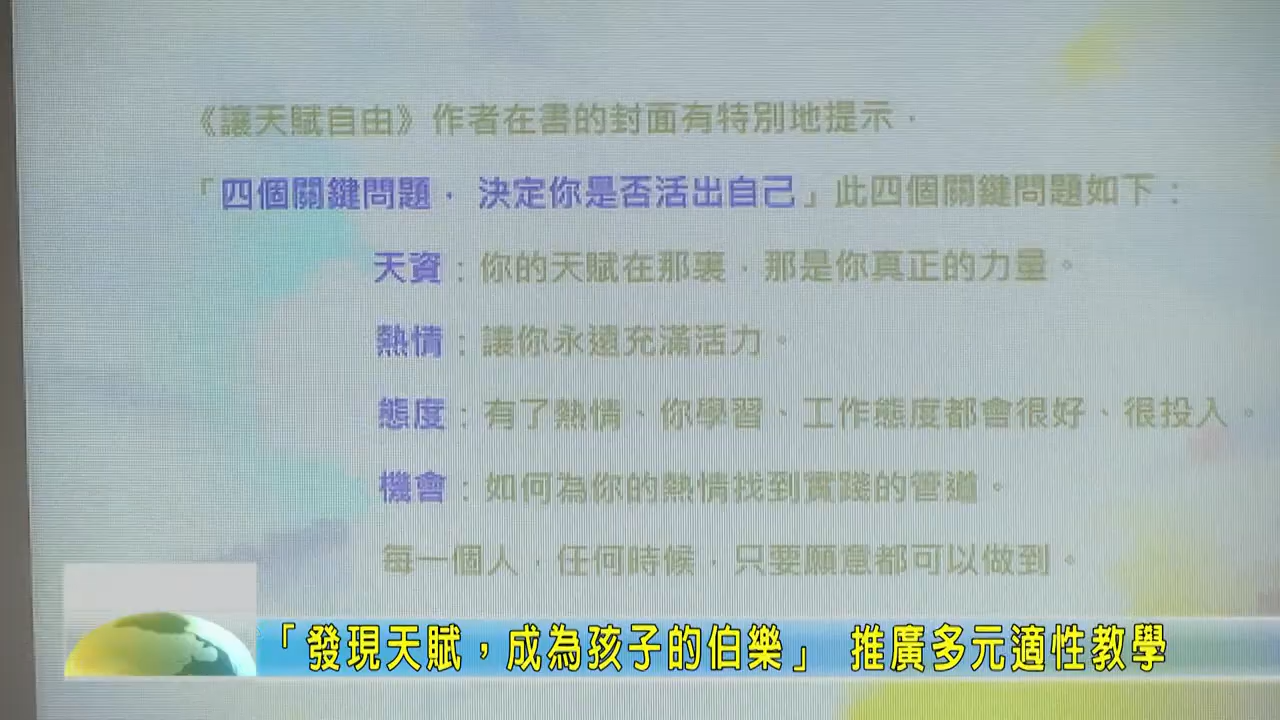 《讓天賦自由》作者在書的封面有特別地提示，
「四個關鍵問題， 決定你是否活出自己」此四個關鍵問題如下：
天資：你的天賦在那裏，那是你真正的力量。
熱情：讓你永遠充滿活力。
態度：有了熱情、你學習、工作態度都會很好、很投入。
機會：如何為你的熱情找到實踐的管道。
每一個人，任何時候，只要願意都可以做到。
「發現天賦，成為孩子的伯樂」 推廣多元適性教學